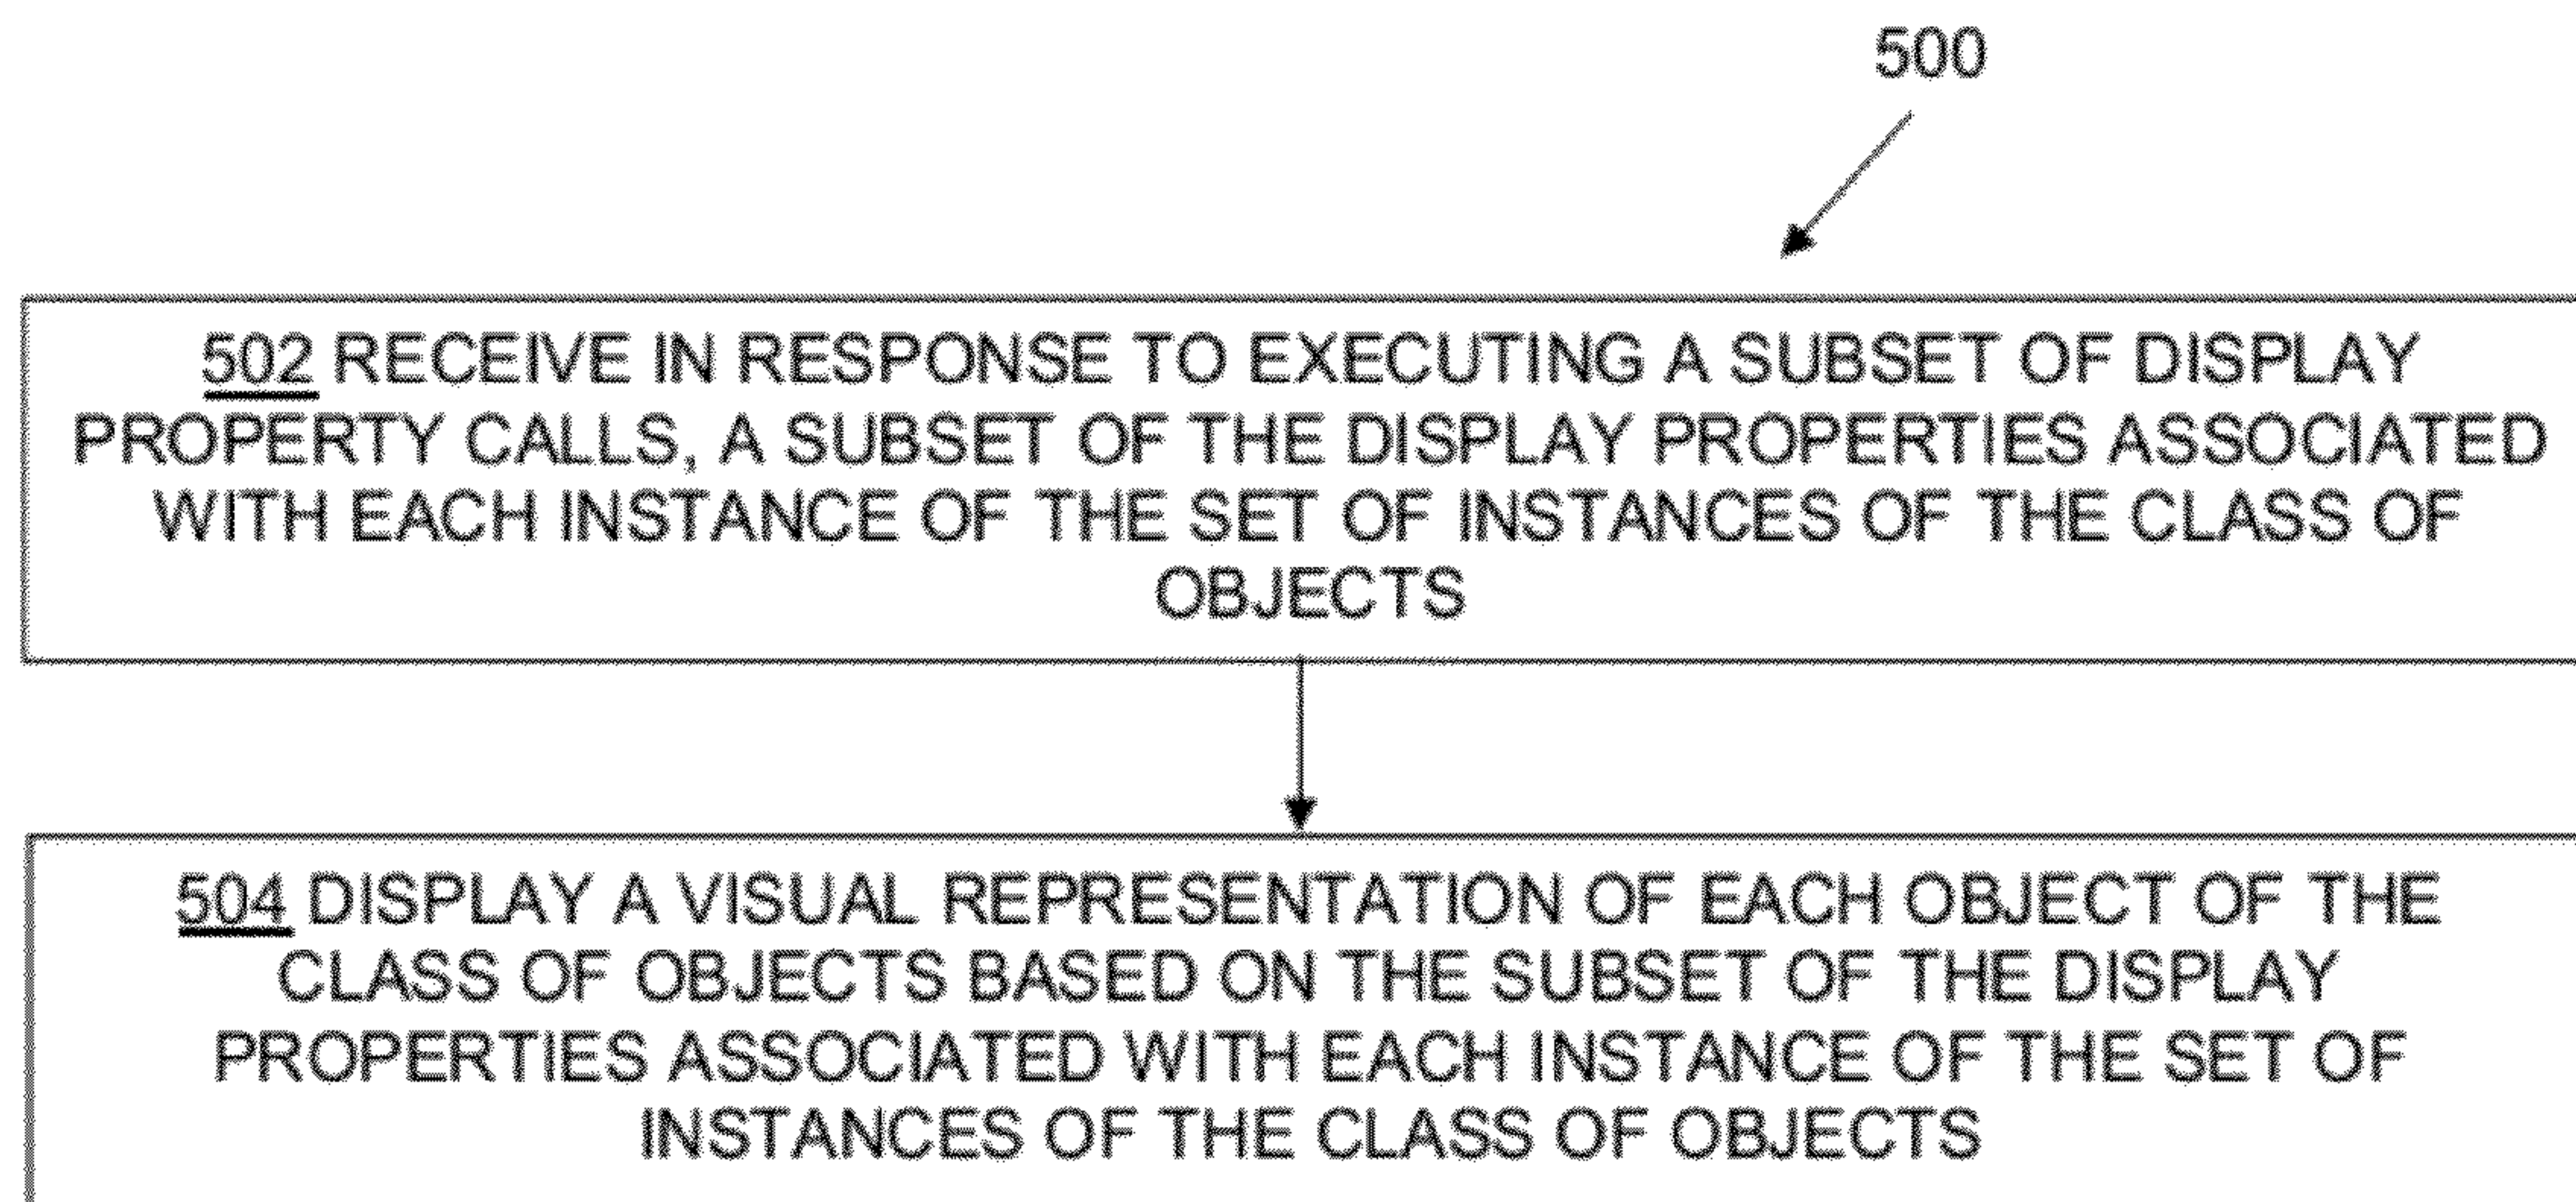 500
502 RECEIVE IN RESPONSE TO EXECUTING A SUBSET OF DISPLAY
PROPERTY CALLS, A SUBSET OF THE DISPLAY PROPERTIES ASSOCIATED
WITH EACH INSTANCE OF THE SET OF INSTANCES OF THE CLASS OF
OBJECTS
504 DISPLAY A VISUAL REPRESENTATION OF EACH OBJECT OF THE
CLASS OF OBJECTS BASED ON THE SUBSET OF THE DISPLAY
PROPERTIES ASSOCIATED WITH EACH INSTANCE OF THE SET OF
INSTANCES OF THE CLASS OF OBJECTS